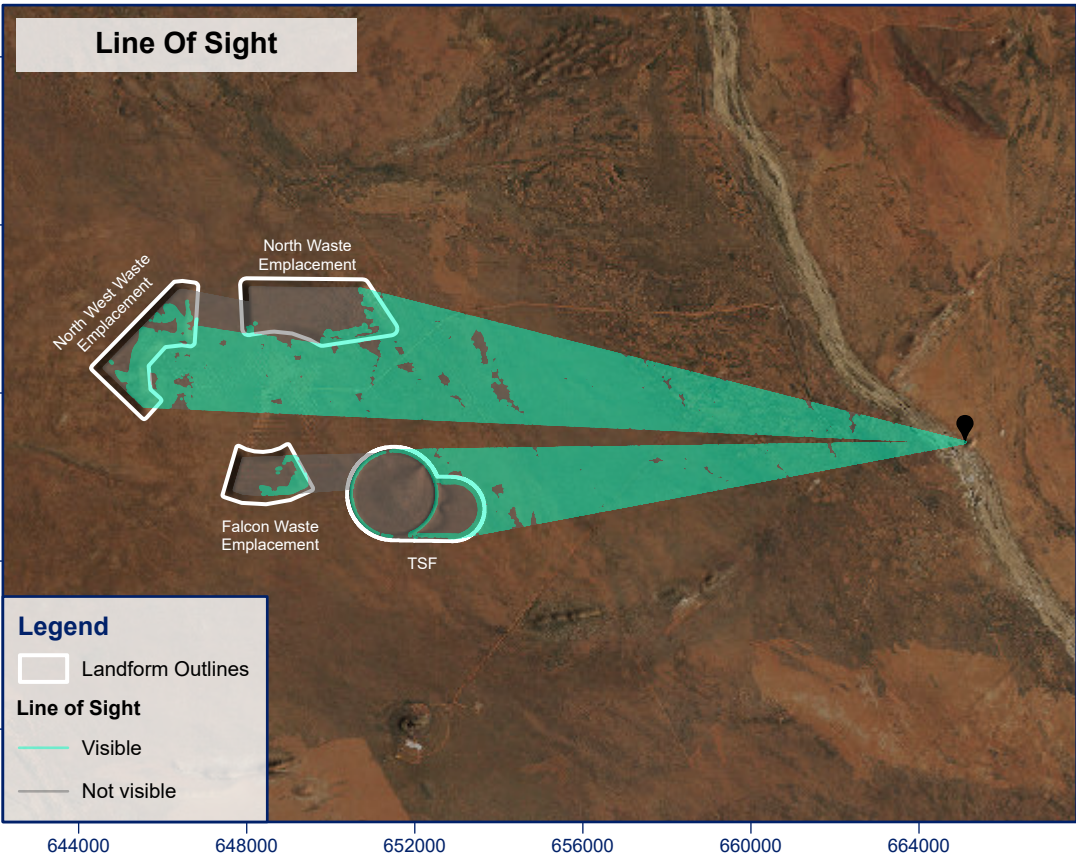 Line Of Sight
North Waste
Emplacement
North West Waste
Emplacement
Falcon Waste
Emplacement
TSF
Legend
Landform Outlines
Line of Sight
Visible
Not visible
644000 648000 652000 656000 660000 664000